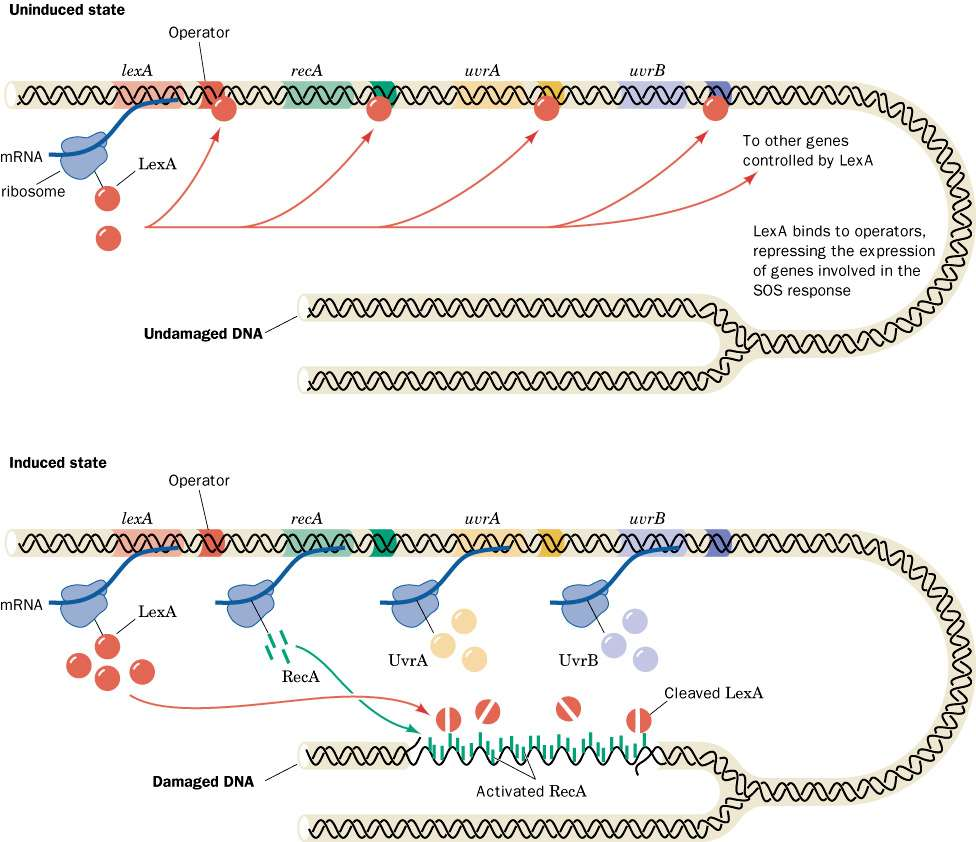 Uninduced state
Operator
lexA
recA
uvrA
uvrB
mRNA
LexA
ribosome
To other genes
controlled by LexA
LexA binds to operators,
repressing the expression
of genes involved in the
SOS response
Undamaged DNA
Induced state
Operator
lexA
recA
uvrA
uvrB
mRNA
LexA
RecA
UvrA
UvrB
Cleaved LexA
Damaged DNA
Activated RecA